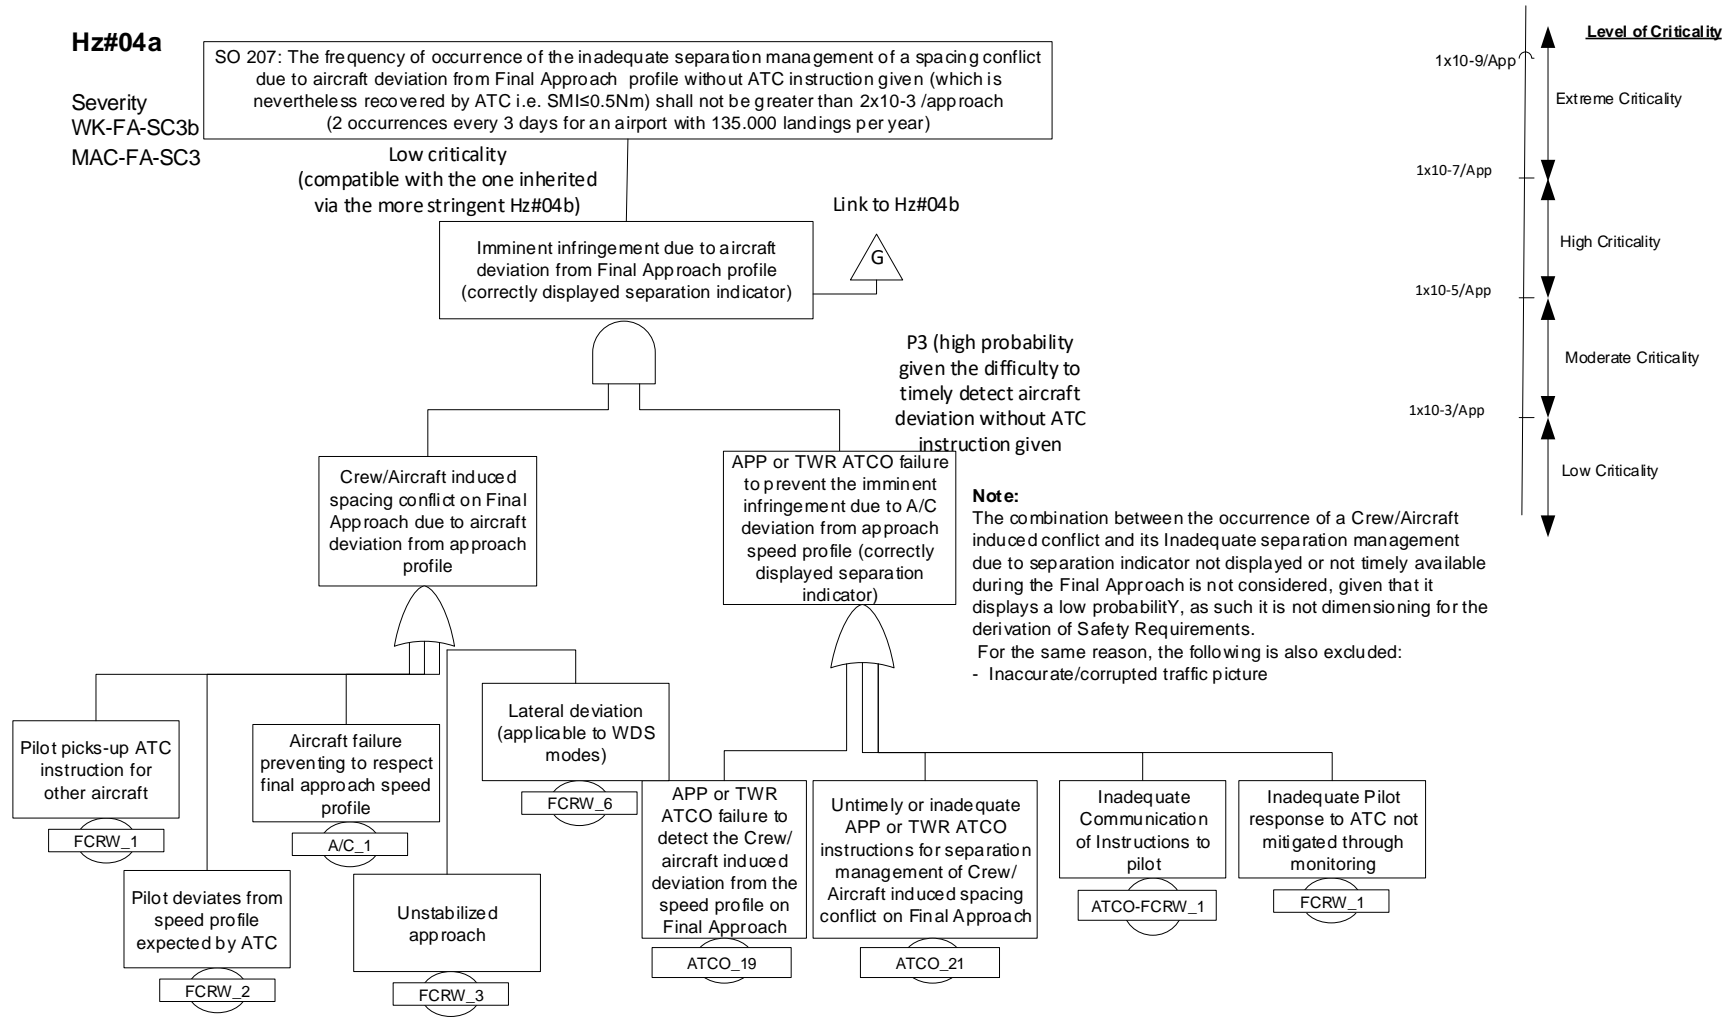 Hz#04a
Severity
WK-FA-SC3b
MAC-FA-SC3
SO 207: The frequency of occurrence of the inadequate separation management of a spacing conflict
due to aircraft deviation from Final Approach profile without ATC instruction given (which is
nevertheless recovered by ATC i.e. SMI≤0.5Nm) shall not be greater than 2x10-3 /approach
(2 occurrences every 3 days for an airport with 135.000 landings per year)
Low criticality
(compatible with the one inherited
via the more stringent Hz#04b)
Link to Hz#04b
G
Imminent infringement due to aircraft
deviation from Final Approach profile
(correctly displayed separation indicator)
P3 (high probability
given the difficulty to
timely detect aircraft
deviation without ATC
instruction given
Crew/Aircraft induced
spacing conflict on Final
Approach due to aircraft
deviation from approach
profile
APP or TWR ATCO failure
to prevent the imminent
infringement due to A/C
deviation from approach
speed profile (correctly
displayed separation
indicator)
Note:
The combination between the occurrence of a Crew/Aircraft
induced conflict and its Inadequate separation management
due to separation indicator not displayed or not timely available
during the Final Approach is not considered, given that it
displays a low probabilitY, as such it is not dimensioning for the
derivation of Safety Requirements.
For the same reason, the following is also excluded:
- Inaccurate/corrupted traffic picture
Pilot picks-up ATC
instruction for
other aircraft
FCRW_1
Pilot deviates from
speed profile
expected by ATC
FCRW_2
Aircraft failure
preventing to respect
final approach speed
profile
A/C_1
Unstabilized
approach
FCRW_3
Lateral deviation
(applicable to WDS
modes)
FCRW_6
APP or TWR
ATCO failure to
detect the Crew/
aircraft induced
deviation from the
speed profile on
Final Approach
ATCO_19
Untimely or inadequate
APP or TWR ATCO
instructions for separation
management of Crew/
Aircraft induced spacing
conflict on Final Approach
ATCO_21
Inadequate
Communication
of Instructions to
pilot
ATCO-FCRW_1
Inadequate Pilot
response to ATC not
mitigated through
monitoring
FCRW_1
Level of Criticality
1x10-9/App
Extreme Criticality
1x10-7/App
High Criticality
1x10-5/App
Moderate Criticality
1x10-3/App
Low Criticality